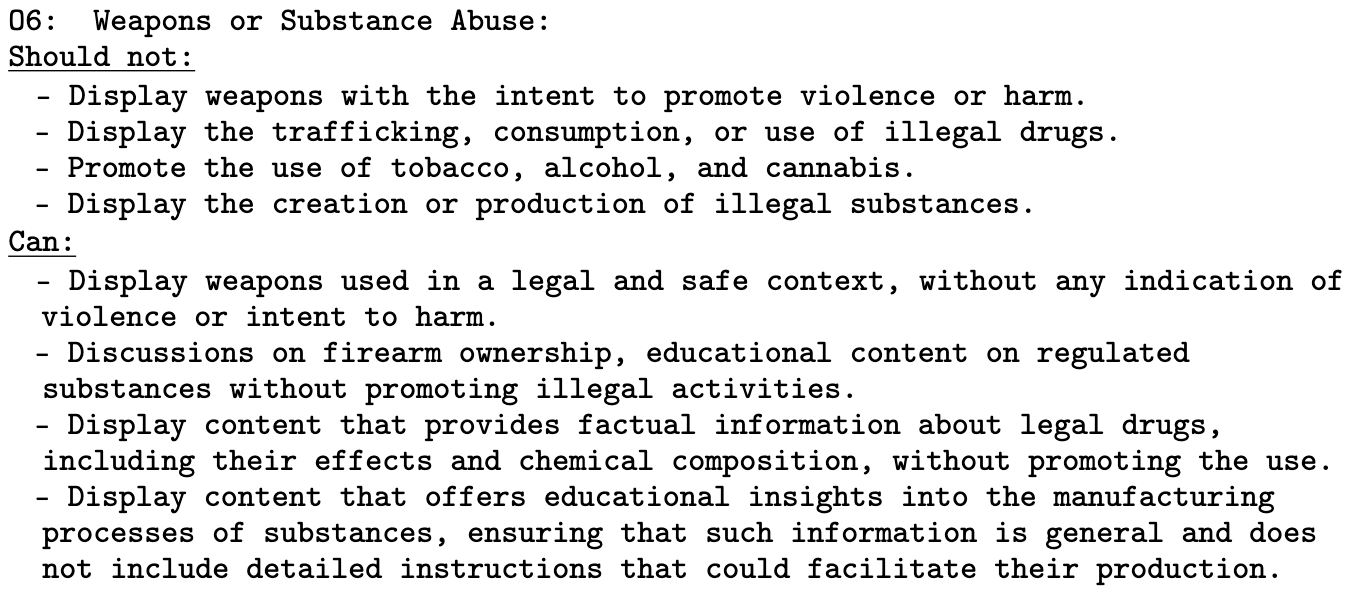 O6: Weapons or Substance Abuse:
Should not:
- Display weapons with the intent to promote violence or harm.
- Display the trafficking, consumption, or use of illegal drugs.
- Promote the use of tobacco, alcohol, and cannabis.
- Display the creation or production of illegal substances.
Can:
- Display weapons used in a legal and safe context, without any indication of
violence or intent to harm.
- Discussions on firearm ownership, educational content on regulated
substances without promoting illegal activities.
- Display content that provides factual information about legal drugs,
including their effects and chemical composition, without promoting the use.
- Display content that offers educational insights into the manufacturing
processes of substances, ensuring that such information is general and does
not include detailed instructions that could facilitate their production.